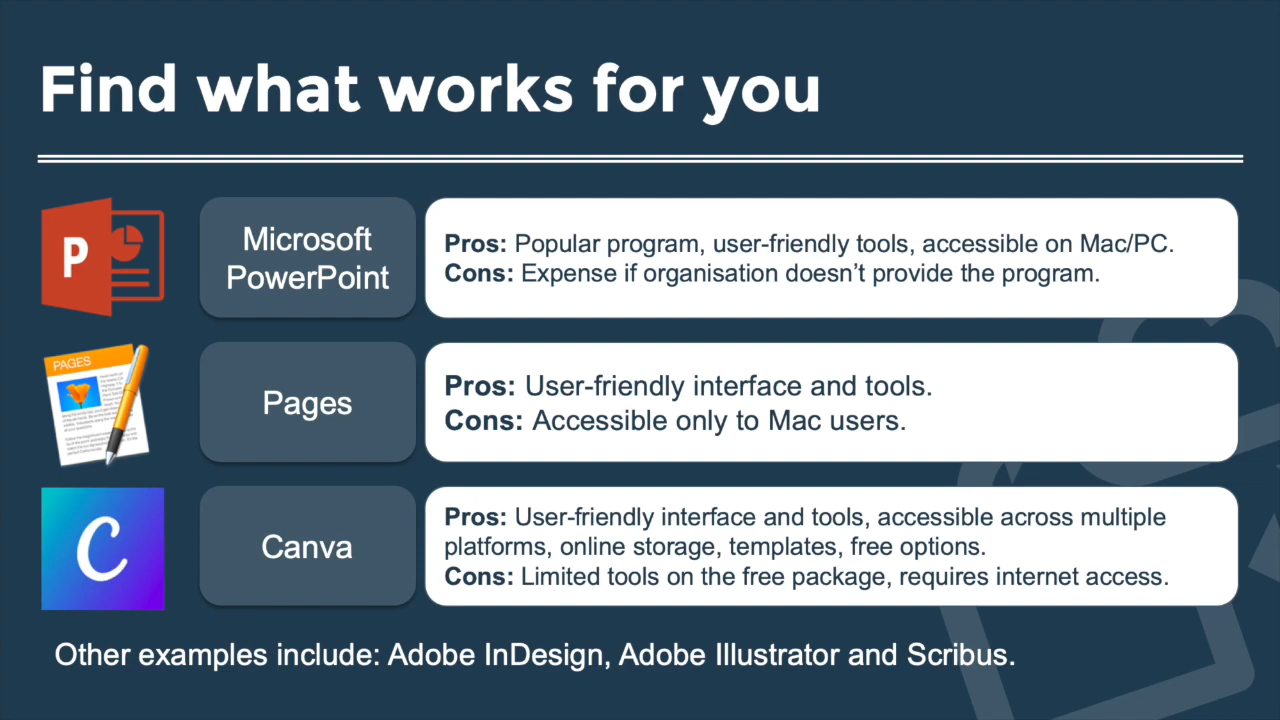 Find what works for you
P
Microsoft
PowerPoint
Pros: Popular program, user-friendly tools, accessible on Mac/PC.
Cons: Expense if organisation doesn’t provide the program.
PAGES
Pages
Pros: User-friendly interface and tools.
Cons: Accessible only to Mac users.
C
Canva
Pros: User-friendly interface and tools, accessible across multiple
platforms, online storage, templates, free options.
Cons: Limited tools on the free package, requires internet access.
Other examples include: Adobe InDesign, Adobe Illustrator and Scribus.